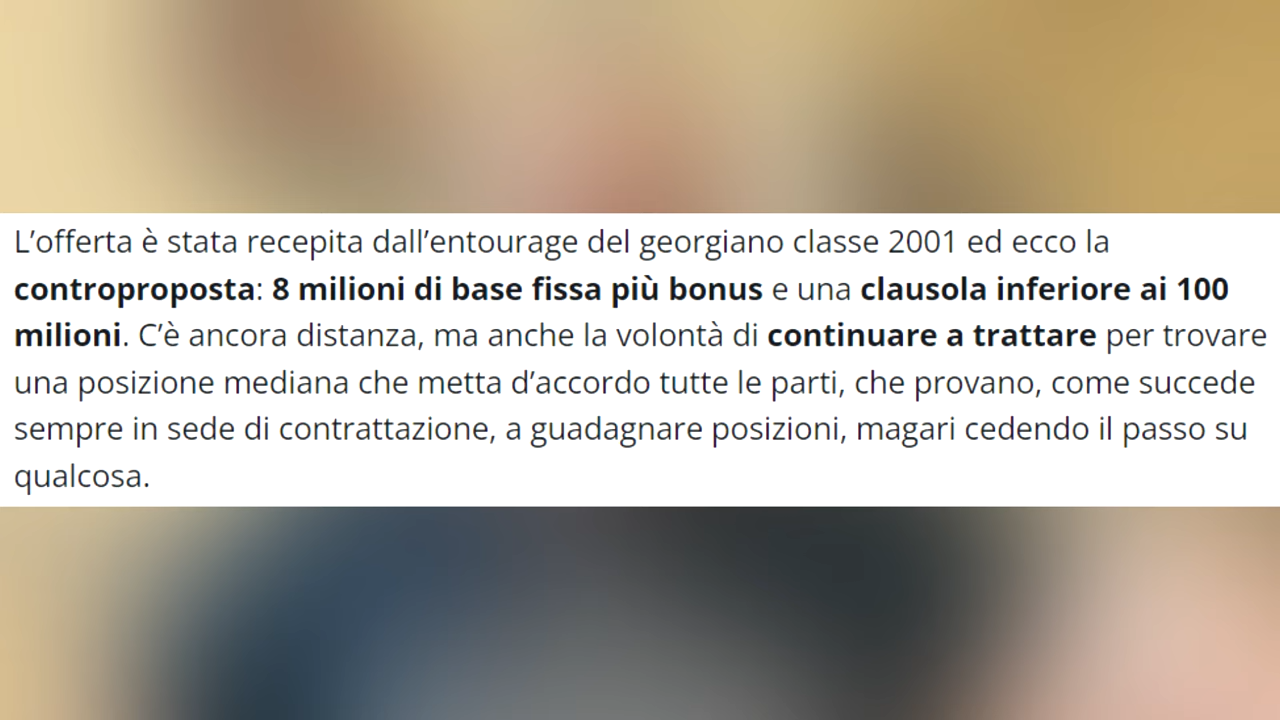 L’offerta è stata recepita dall’entourage del georgiano classe 2001 ed ecco la
controproposta: 8 milioni di base fissa più bonus e una clausola inferiore ai 100
milioni. C’è ancora distanza, ma anche la volontà di continuare a trattare per trovare
una posizione mediana che metta d’accordo tutte le parti, che provano, come succede
sempre in sede di contrattazione, a guadagnare posizioni, magari cedendo il passo su
qualcosa.